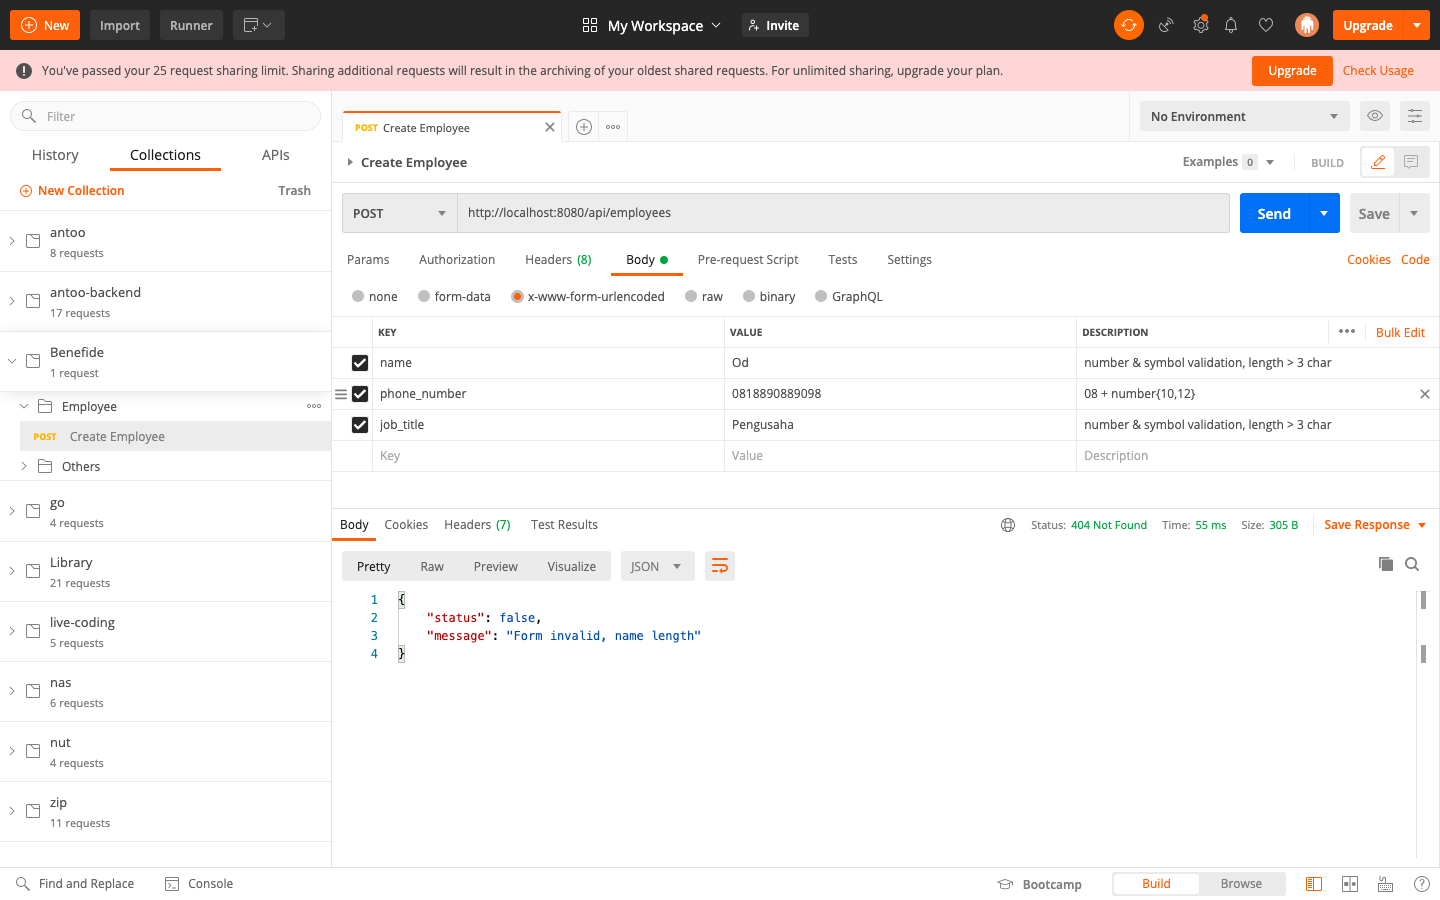 New Import Runner My Workspace Invite Upgrade
You've passed your 25 request sharing limit. Sharing additional requests will result in the archiving of your oldest shared requests. For unlimited sharing, upgrade your plan. Upgrade Check Usage
Filter
History Collections APIs
New Collection Trash
antoo
8 requests
antoo-backend
17 requests
Benefide
1 request
Employee
POST Create Employee
Others
go
4 requests
Library
21 requests
live-coding
5 requests
nas
6 requests
nut
4 requests
zip
11 requests
POST Create Employee
No Environment
Create Employee
Examples 0 BUILD
POST http://localhost:8080/api/employees Send Save
Params Authorization Headers (8) Body Pre-request Script Tests Settings Cookies Code
none form-data x-www-form-urlencoded raw binary GraphQL
KEY VALUE DESCRIPTION Bulk Edit
name Od number & symbol validation, length > 3 char
phone_number 0818890889098 08 + number{10,12}
job_title Pengusaha number & symbol validation, length > 3 char
Key Value Description
Body Cookies Headers (7) Test Results Status: 404 Not Found Time: 55 ms Size: 305 B Save Response
Pretty Raw Preview Visualize JSON
1 {
2 "status": false,
3 "message": "Form invalid, name length"
4 }
Find and Replace Console Bootcamp Build Browse